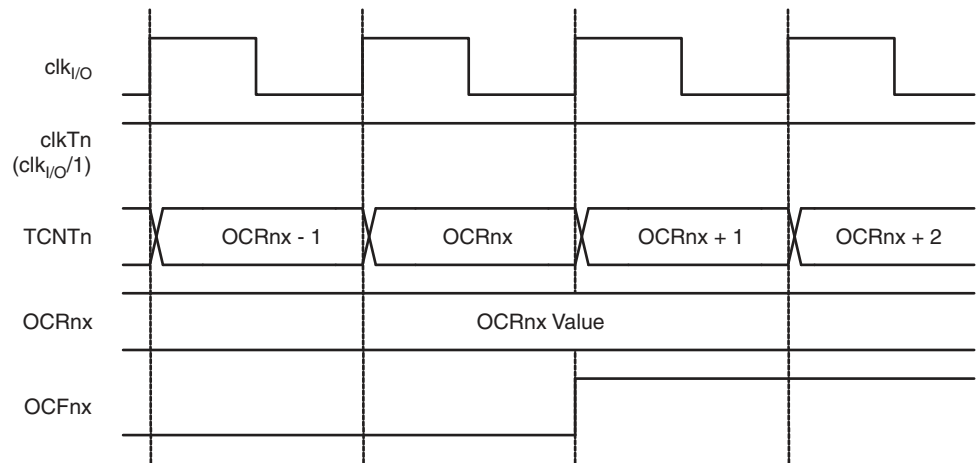 clkI/O
clkTn
(clkI/O/1)
TCNTn
OCRnx - 1
OCRnx
OCRnx + 1
OCRnx + 2
OCRnx
OCRnx Value
OCFnx